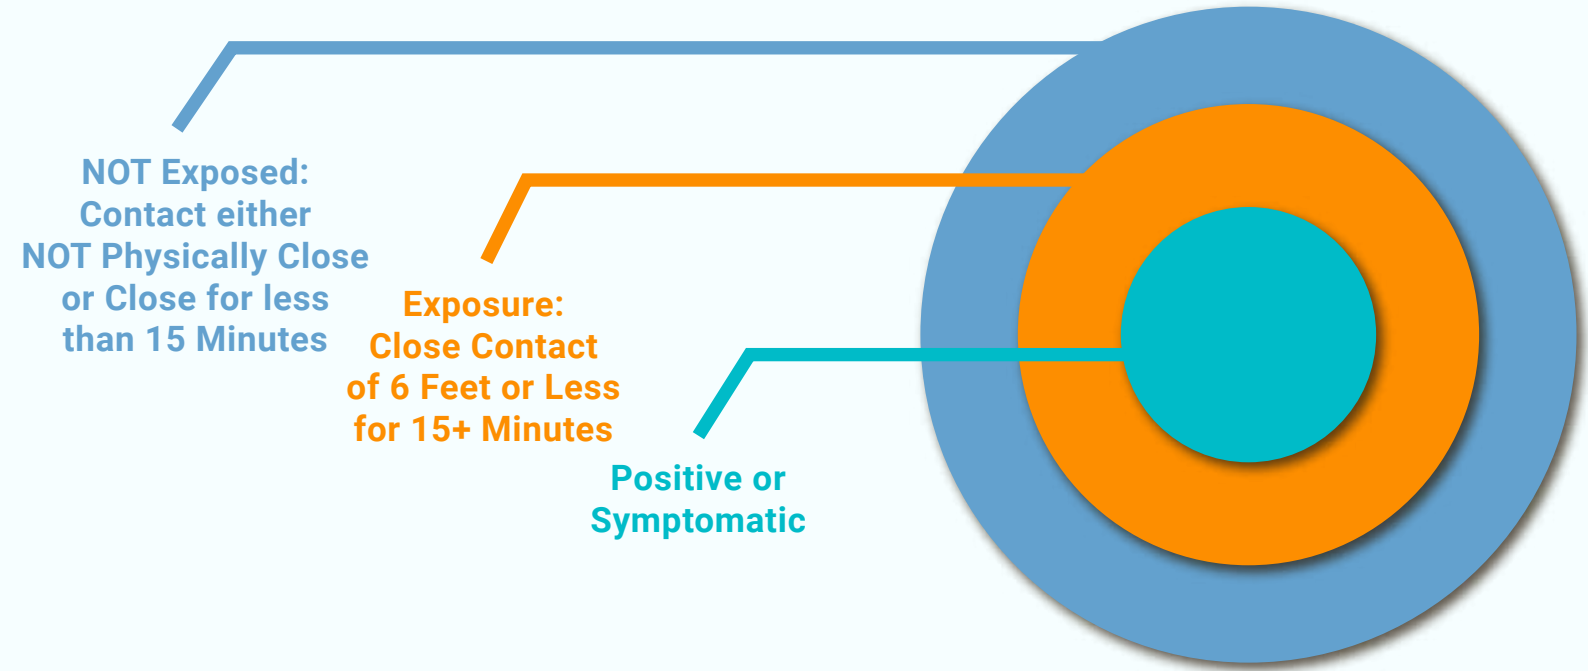 NOT Exposed:
Contact either
NOT Physically Close
or Close for less
than 15 Minutes
Exposure:
Close Contact
of 6 Feet or Less
for 15+ Minutes
Positive or
Symptomatic